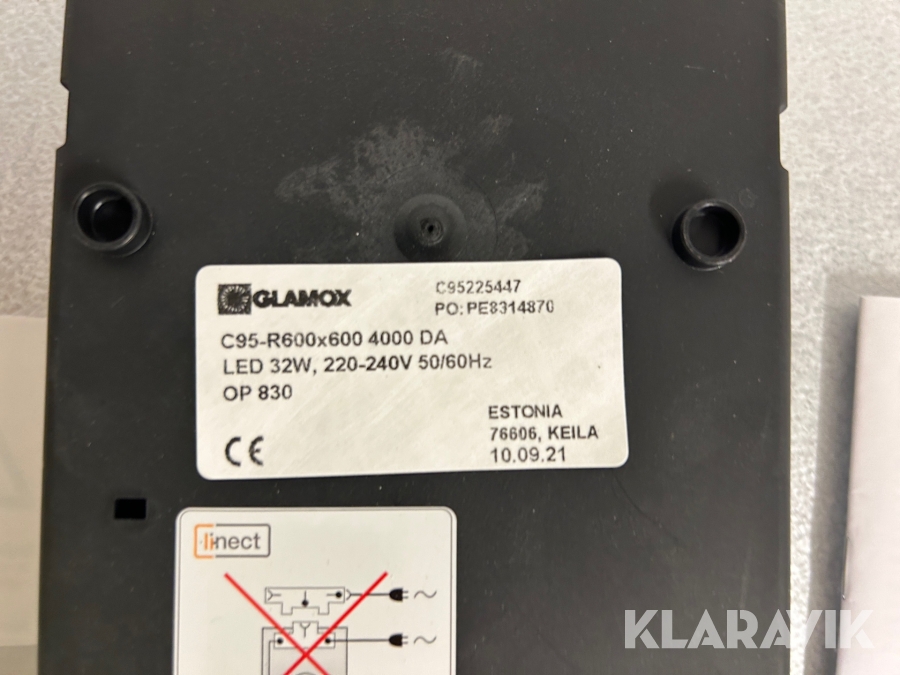 GLAMOX
C95225447
PO: PE8314870
C95-R600x600 4000 DA
LED 32W, 220-240V 50/60Hz
OP 830
ESTONIA
76606, KEILA
10.09.21
CE
linect
KLARAVIK